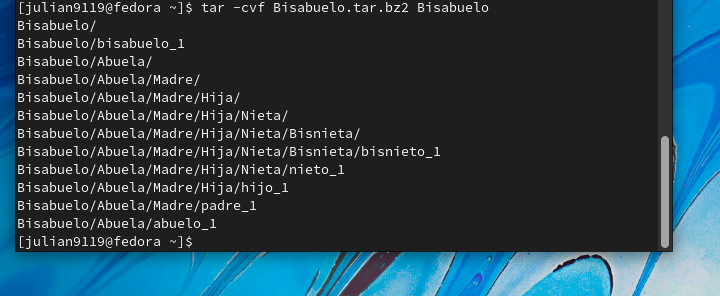 [julian9119@fedora ~]$ tar -cvf Bisabuelo.tar.bz2 Bisabuelo
Bisabuelo/
Bisabuelo/bisabuelo_1
Bisabuelo/Abuela/
Bisabuelo/Abuela/Madre/
Bisabuelo/Abuela/Madre/Hija/
Bisabuelo/Abuela/Madre/Hija/Nieta/
Bisabuelo/Abuela/Madre/Hija/Nieta/Bisnieta/
Bisabuelo/Abuela/Madre/Hija/Nieta/Bisnieta/bisnieto_1
Bisabuelo/Abuela/Madre/Hija/Nieta/nieto_1
Bisabuelo/Abuela/Madre/Hija/hijo_1
Bisabuelo/Abuela/Madre/padre_1
Bisabuelo/Abuela/abuelo_1
[julian9119@fedora ~]$